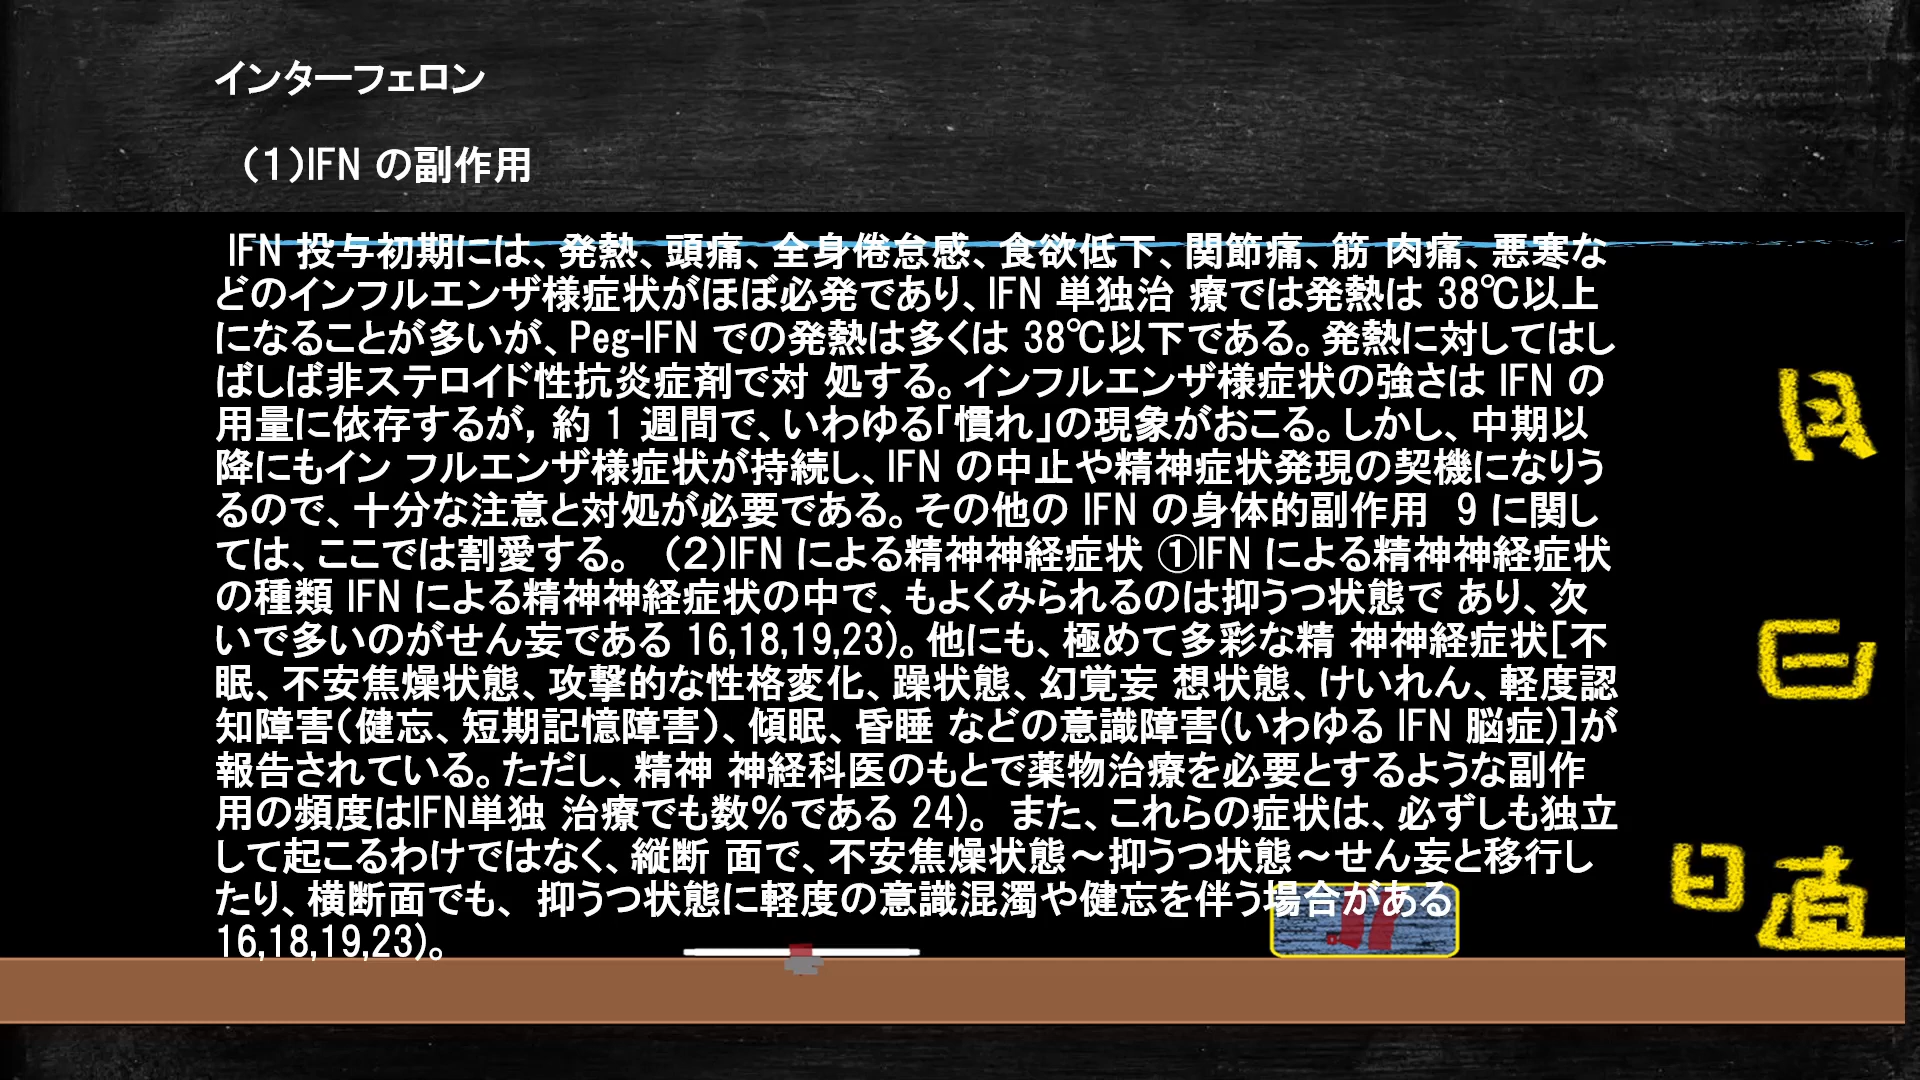 インターフェロン
（１）IFN の副作用
IFN 投与初期には、発熱、頭痛、全身倦怠感、食欲低下、関節痛、筋 肉痛、悪寒な
どのインフルエンザ様症状がほぼ必発であり、IFN 単独治 療では発熱は 38℃以上
になることが多いが、Peg-IFN での発熱は多くは 38℃以下である。発熱に対してはし
ばしば非ステロイド性抗炎症剤で対 処する。インフルエンザ様症状の強さは IFN の
用量に依存するが，約 1 週間で、いわゆる｢慣れ｣の現象がおこる。しかし、中期以
降にもイン フルエンザ様症状が持続し、IFN の中止や精神症状発現の契機になりう
るので、十分な注意と対処が必要である。その他の IFN の身体的副作用　9 に関し
ては、ここでは割愛する。　（２）IFN による精神神経症状 ①IFN による精神神経症状
の種類 IFN による精神神経症状の中で、もよくみられるのは抑うつ状態で あり、次
いで多いのがせん妄である 16,18,19,23)。他にも、極めて多彩な精 神神経症状[不
眠、不安焦燥状態、攻撃的な性格変化、躁状態、幻覚妄 想状態、けいれん、軽度認
知障害（健忘、短期記憶障害）、傾眠、昏睡 などの意識障害(いわゆる IFN 脳症)]が
報告されている。ただし、精神 神経科医のもとで薬物治療を必要とするような副作
用の頻度はIFN単独 治療でも数％である 24)。 また、これらの症状は、必ずしも独立
して起こるわけではなく、縦断 面で、不安焦燥状態～抑うつ状態～せん妄と移行し
たり、横断面でも、 抑うつ状態に軽度の意識混濁や健忘を伴う場合がある
16,18,19,23)。
日直